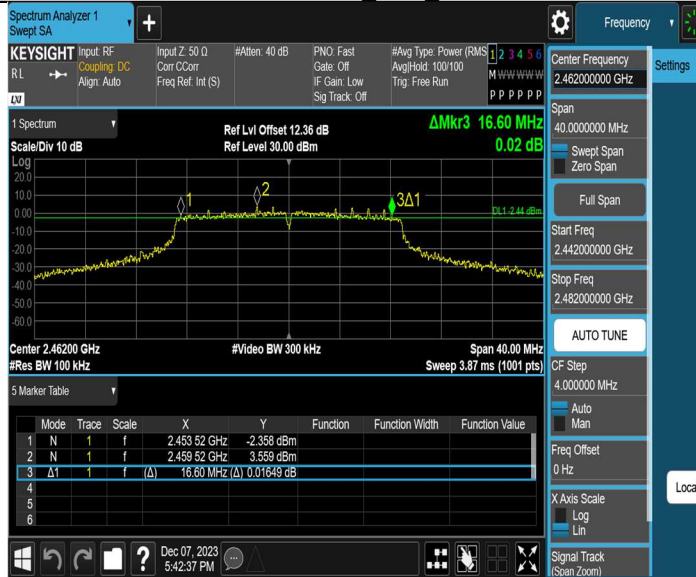 Spectrum Analyzer 1
Swept SA
Frequency
KEYSIGHT
RL
LXI
Input: RF
Coupling: DC
Align: Auto
Input Z: 50 Ω
Corr CCorr
Freq Ref: Int (S)
#Atten: 40 dB
PNO: Fast
Gate: Off
IF Gain: Low
Sig Track: Off
#Avg Type: Power (RMS
Avg|Hold: 100/100
Trig: Free Run
1 2 3 4 5 6
M W W W W W
P P P P P P
1 Spectrum
Scale/Div 10 dB
Ref Lvl Offset 12.36 dB
Ref Level 30.00 dBm
ΔMkr3 16.60 MHz
0.02 dB
Log
20.0
10.0
0.00
-10.0
-20.0
-30.0
-40.0
-50.0
-60.0
1
2
3Δ1
DL1 -2.44 dBm
Center 2.46200 GHz
#Res BW 100 kHz
#Video BW 300 kHz
Span 40.00 MHz
Sweep 3.87 ms (1001 pts)
5 Marker Table
Mode Trace Scale X Y Function Function Width Function Value
1 N 1 f 2.453 52 GHz -2.358 dBm
2 N 1 f 2.459 52 GHz 3.559 dBm
3 Δ1 1 f (Δ) 16.60 MHz (Δ) 0.01649 dB
4
5
6
Dec 07, 2023
5:42:37 PM
Center Frequency
2.462000000 GHz
Settings
Span
40.0000000 MHz
Swept Span
Zero Span
Full Span
Start Freq
2.442000000 GHz
Stop Freq
2.482000000 GHz
AUTO TUNE
CF Step
4.000000 MHz
Auto
Man
Freq Offset
0 Hz
X Axis Scale
Log
Lin
Signal Track
(Span Zoom)
Loca